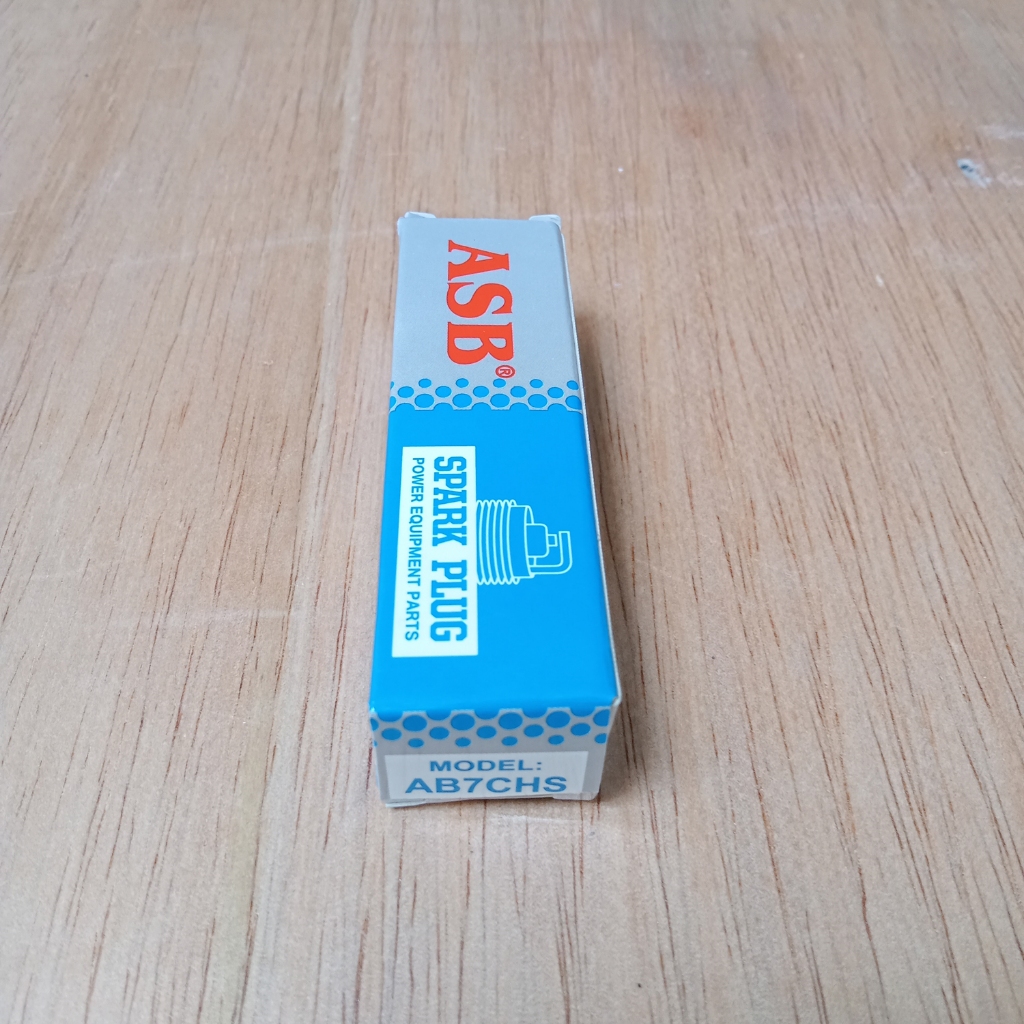 ASB®
SPARK PLUG
POWER EQUIPMENT PARTS
MODEL:
AB7CHS